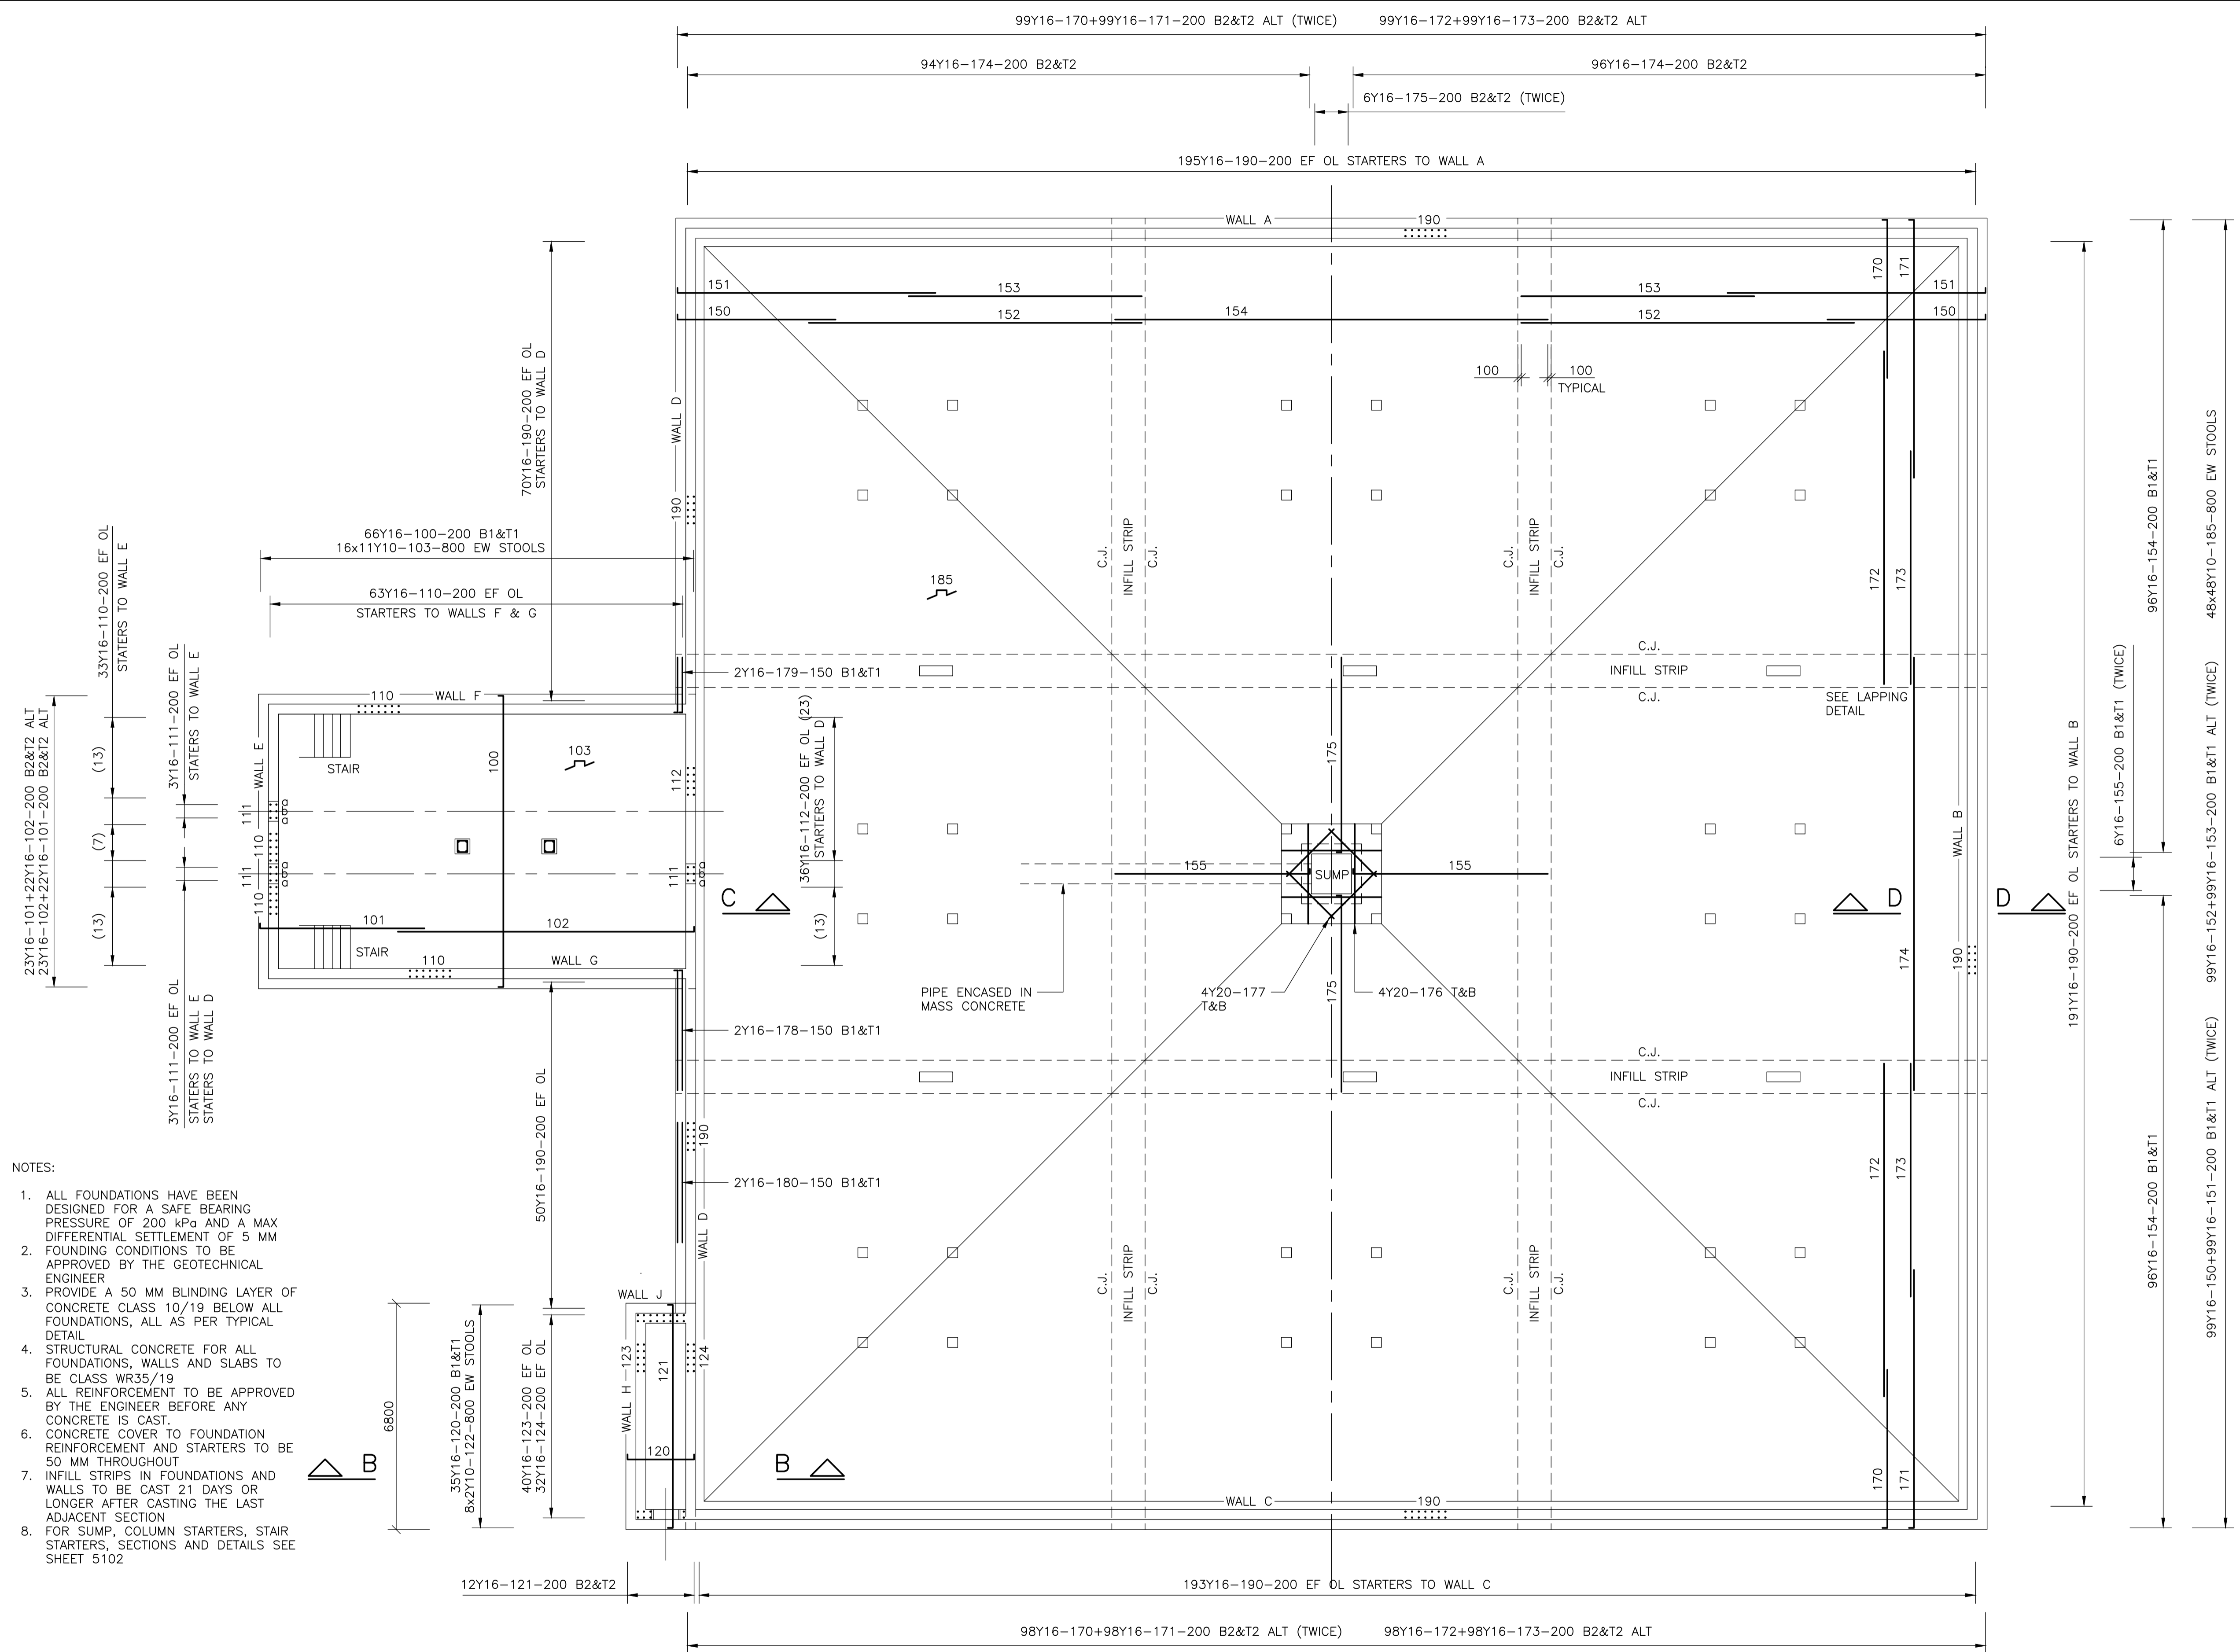 99Y16-170+99Y16-171-200 B2&T2 ALT (TWICE)
99Y16-172+99Y16-173-200 B2&T2 ALT
94Y16-174-200 B2&T2
96Y16-174-200 B2&T2
6Y16-175-200 B2&T2 (TWICE)
195Y16-190-200 EF OL STARTERS TO WALL A
WALL A
190
70Y16-190-200 EF OL
STARTERS TO WALL D
WALL D
190
151
153
153
151
150
152
154
152
150
170
171
100
100
TYPICAL
C.J.
INFILL STRIP
C.J.
C.J.
INFILL STRIP
C.J.
172
173
185
66Y16-100-200 B1&T1
16x11Y10-103-800 EW STOOLS
63Y16-110-200 EF OL
STARTERS TO WALLS F & G
33Y16-110-200 EF OL
STATERS TO WALL E
3Y16-111-200 EF OL
STATERS TO WALL E
23Y16-101+22Y16-102-200 B2&T2 ALT
23Y16-102+22Y16-101-200 B2&T2 ALT
(13)
(7)
(13)
3Y16-111-200 EF OL
STATERS TO WALL E
STATERS TO WALL D
110
WALL F
WALL E
STAIR
103
100
112
111
a
b
a
110
111
a
b
a
110
111
a
b
a
101
102
STAIR
110
WALL G
2Y16-179-150 B1&T1
36Y16-112-200 EF OL (23)
STARTERS TO WALL D
(13)
C.J.
INFILL STRIP
C.J.
SEE LAPPING
DETAIL
175
155
SUMP
155
175
C
D
D
174
WALL B
190
PIPE ENCASED IN
MASS CONCRETE
4Y20-177
T&B
4Y20-176 T&B
2Y16-178-150 B1&T1
C.J.
INFILL STRIP
C.J.
50Y16-190-200 EF OL
190
WALL D
2Y16-180-150 B1&T1
C.J.
INFILL STRIP
C.J.
C.J.
INFILL STRIP
C.J.
172
173
170
171
WALL J
WALL H
123
121
124
120
35Y16-120-200 B1&T1
8x2Y10-122-800 EW STOOLS
40Y16-123-200 EF OL
32Y16-124-200 EF OL
6800
B
B
WALL C
190
12Y16-121-200 B2&T2
193Y16-190-200 EF OL STARTERS TO WALL C
98Y16-170+98Y16-171-200 B2&T2 ALT (TWICE)
98Y16-172+98Y16-173-200 B2&T2 ALT
191Y16-190-200 EF OL STARTERS TO WALL B
6Y16-155-200 B1&T1 (TWICE)
96Y16-154-200 B1&T1
96Y16-154-200 B1&T1
99Y16-150+99Y16-151-200 B1&T1 ALT (TWICE)
99Y16-152+99Y16-153-200 B1&T1 ALT (TWICE)
48x48Y10-185-800 EW STOOLS
NOTES:
1. ALL FOUNDATIONS HAVE BEEN
DESIGNED FOR A SAFE BEARING
PRESSURE OF 200 kPa AND A MAX
DIFFERENTIAL SETTLEMENT OF 5 MM
2. FOUNDING CONDITIONS TO BE
APPROVED BY THE GEOTECHNICAL
ENGINEER
3. PROVIDE A 50 MM BLINDING LAYER OF
CONCRETE CLASS 10/19 BELOW ALL
FOUNDATIONS, ALL AS PER TYPICAL
DETAIL
4. STRUCTURAL CONCRETE FOR ALL
FOUNDATIONS, WALLS AND SLABS TO
BE CLASS WR35/19
5. ALL REINFORCEMENT TO BE APPROVED
BY THE ENGINEER BEFORE ANY
CONCRETE IS CAST.
6. CONCRETE COVER TO FOUNDATION
REINFORCEMENT AND STARTERS TO BE
50 MM THROUGHOUT
7. INFILL STRIPS IN FOUNDATIONS AND
WALLS TO BE CAST 21 DAYS OR
LONGER AFTER CASTING THE LAST
ADJACENT SECTION
8. FOR SUMP, COLUMN STARTERS, STAIR
STARTERS, SECTIONS AND DETAILS SEE
SHEET 5102